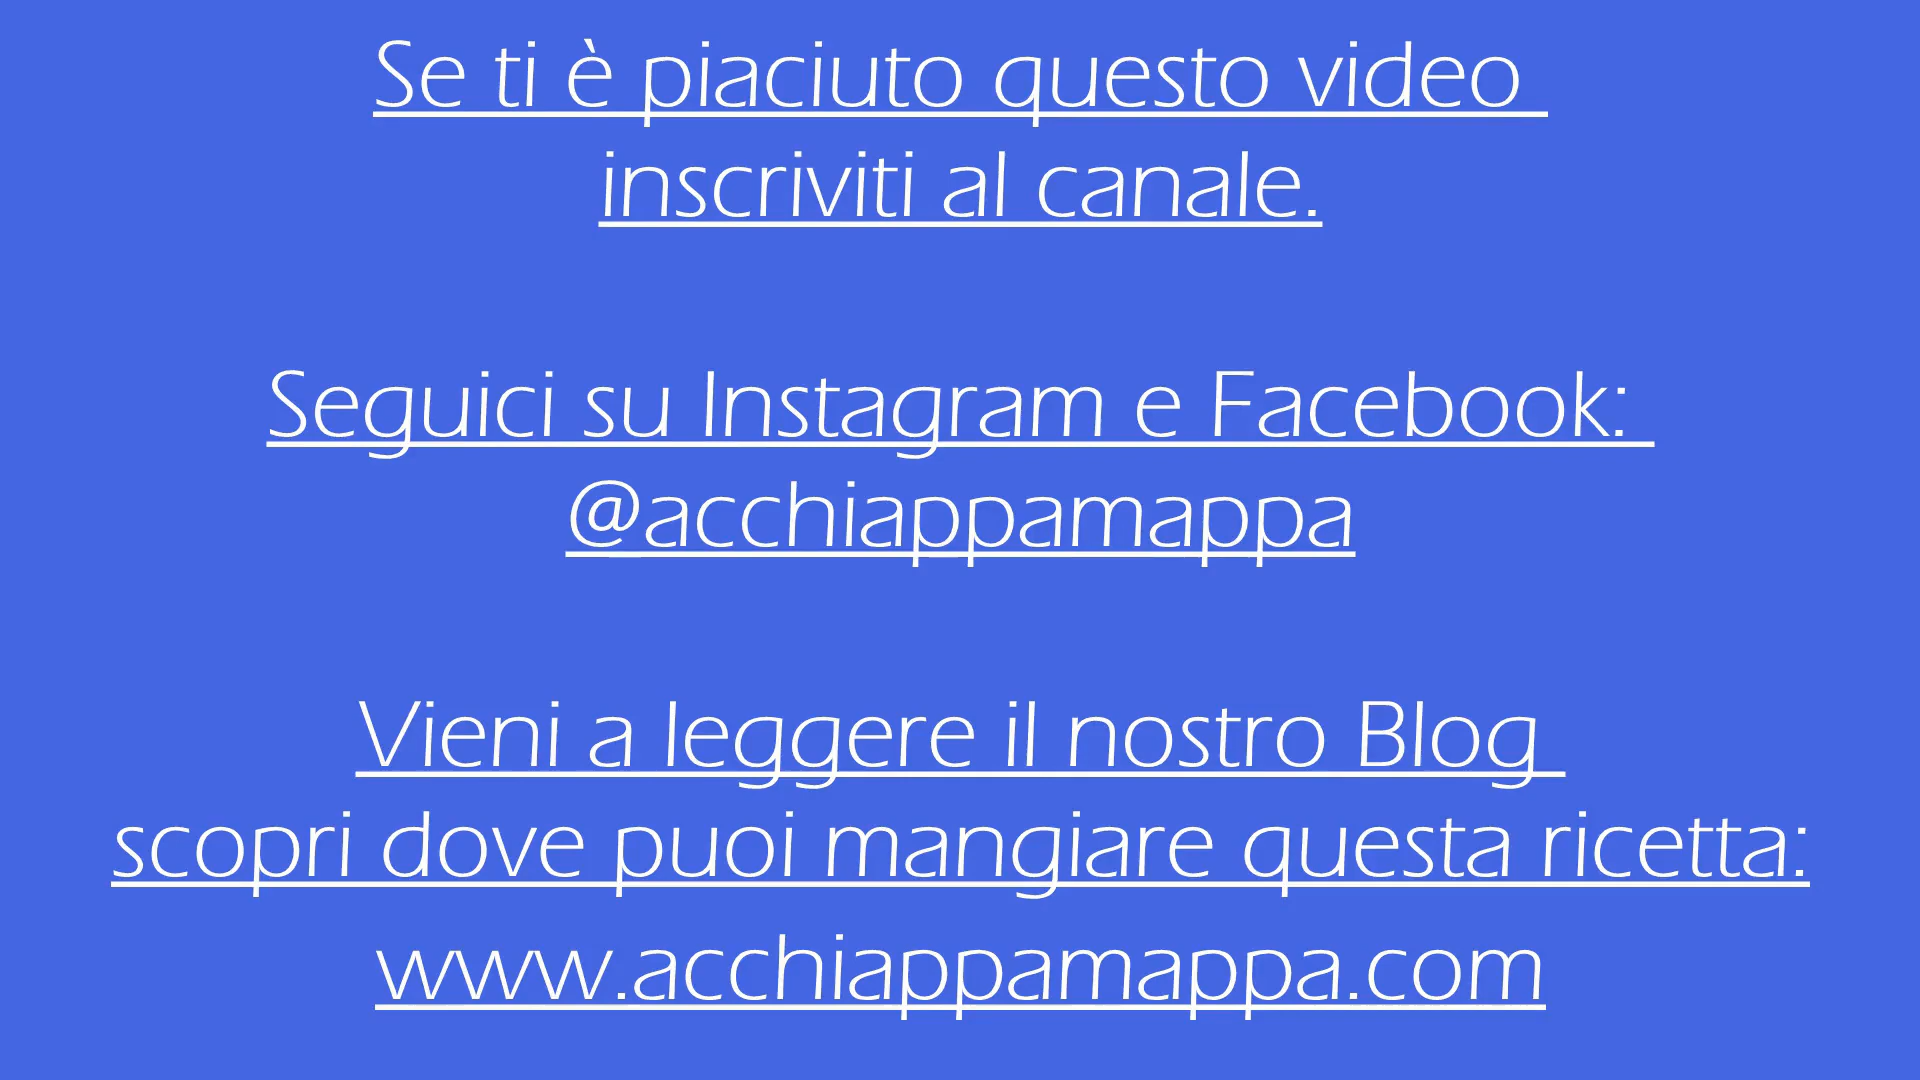 Se ti è piaciuto questo video
inscriviti al canale.
Seguici su Instagram e Facebook:
@acchiappamappa
Vieni a leggere il nostro Blog
scopri dove puoi mangiare questa ricetta:
www.acchiappamappa.com